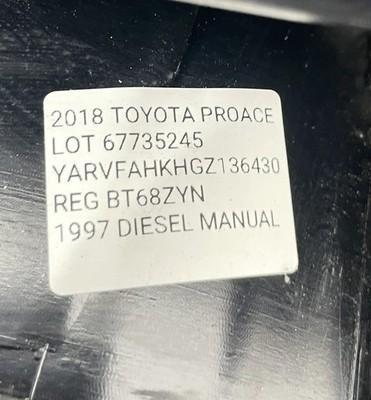 2018 TOYOTA PROACE
LOT 67735245
YARVFAHKHGZ136430
REG BT68ZYN
1997 DIESEL MANUAL